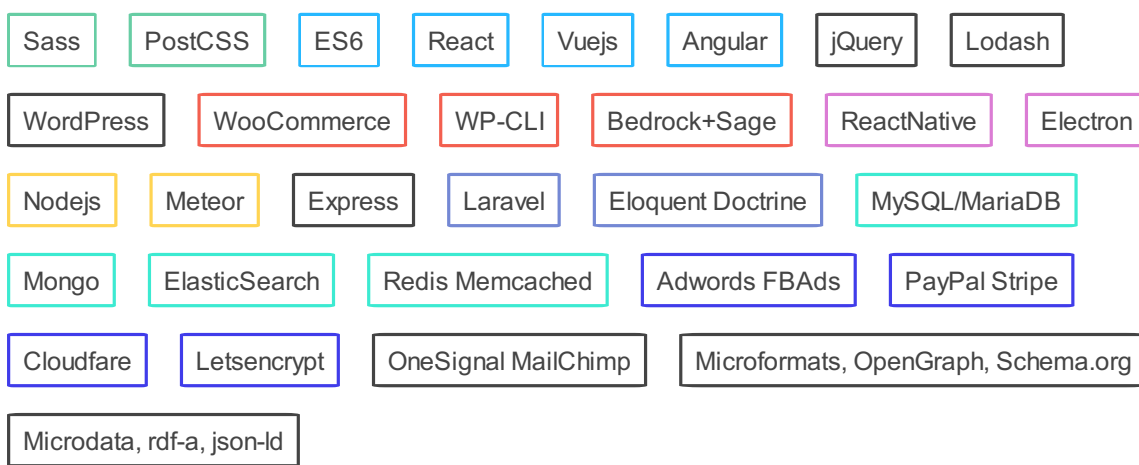 Sass PostCSS ES6 React Vuejs Angular jQuery Lodash
WordPress WooCommerce WP-CLI Bedrock+Sage ReactNative Electron
Nodejs Meteor Express Laravel Eloquent Doctrine MySQL/MariaDB
Mongo ElasticSearch Redis Memcached Adwords FBAds PayPal Stripe
Cloudfare Letsencrypt OneSignal MailChimp Microformats, OpenGraph, Schema.org
Microdata, rdf-a, json-ld